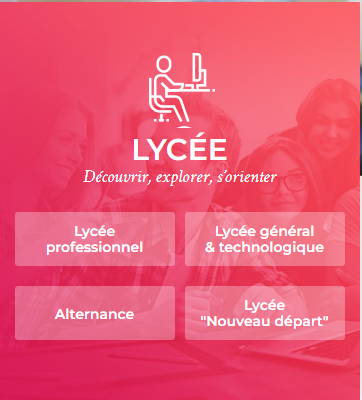 LYCÉE
Découvrir, explorer, s'orienter
Lycée
professionnel
Lycée général
& technologique
Alternance
Lycée
"Nouveau départ"